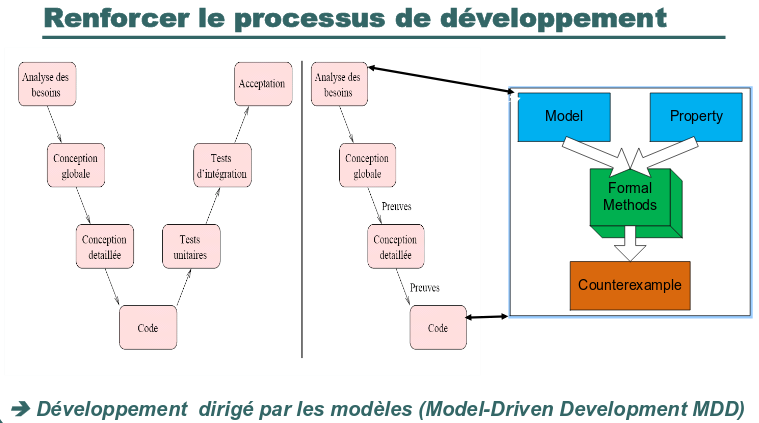 Renforcer le processus de développement
Analyse des
besoins
Conception
globale
Conception
detaillée
Code
Tests
unitaires
Tests
d'intégration
Acceptation
Analyse des
besoins
Conception
globale
Preuves
Conception
detaillée
Preuves
Code
Model
Property
Formal
Methods
Counterexample
➔ Développement dirigé par les modèles (Model-Driven Development MDD)